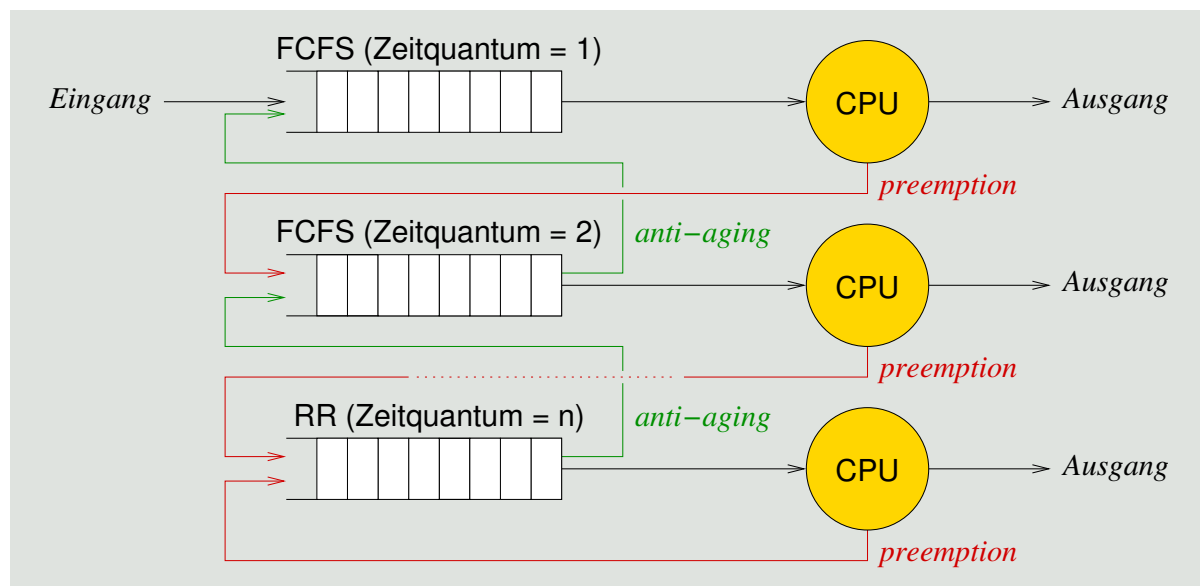 FCFS (Zeitquantum = 1)
Eingang
CPU
Ausgang
preemption
FCFS (Zeitquantum = 2)
anti−aging
CPU
Ausgang
preemption
RR (Zeitquantum = n)
anti−aging
CPU
Ausgang
preemption